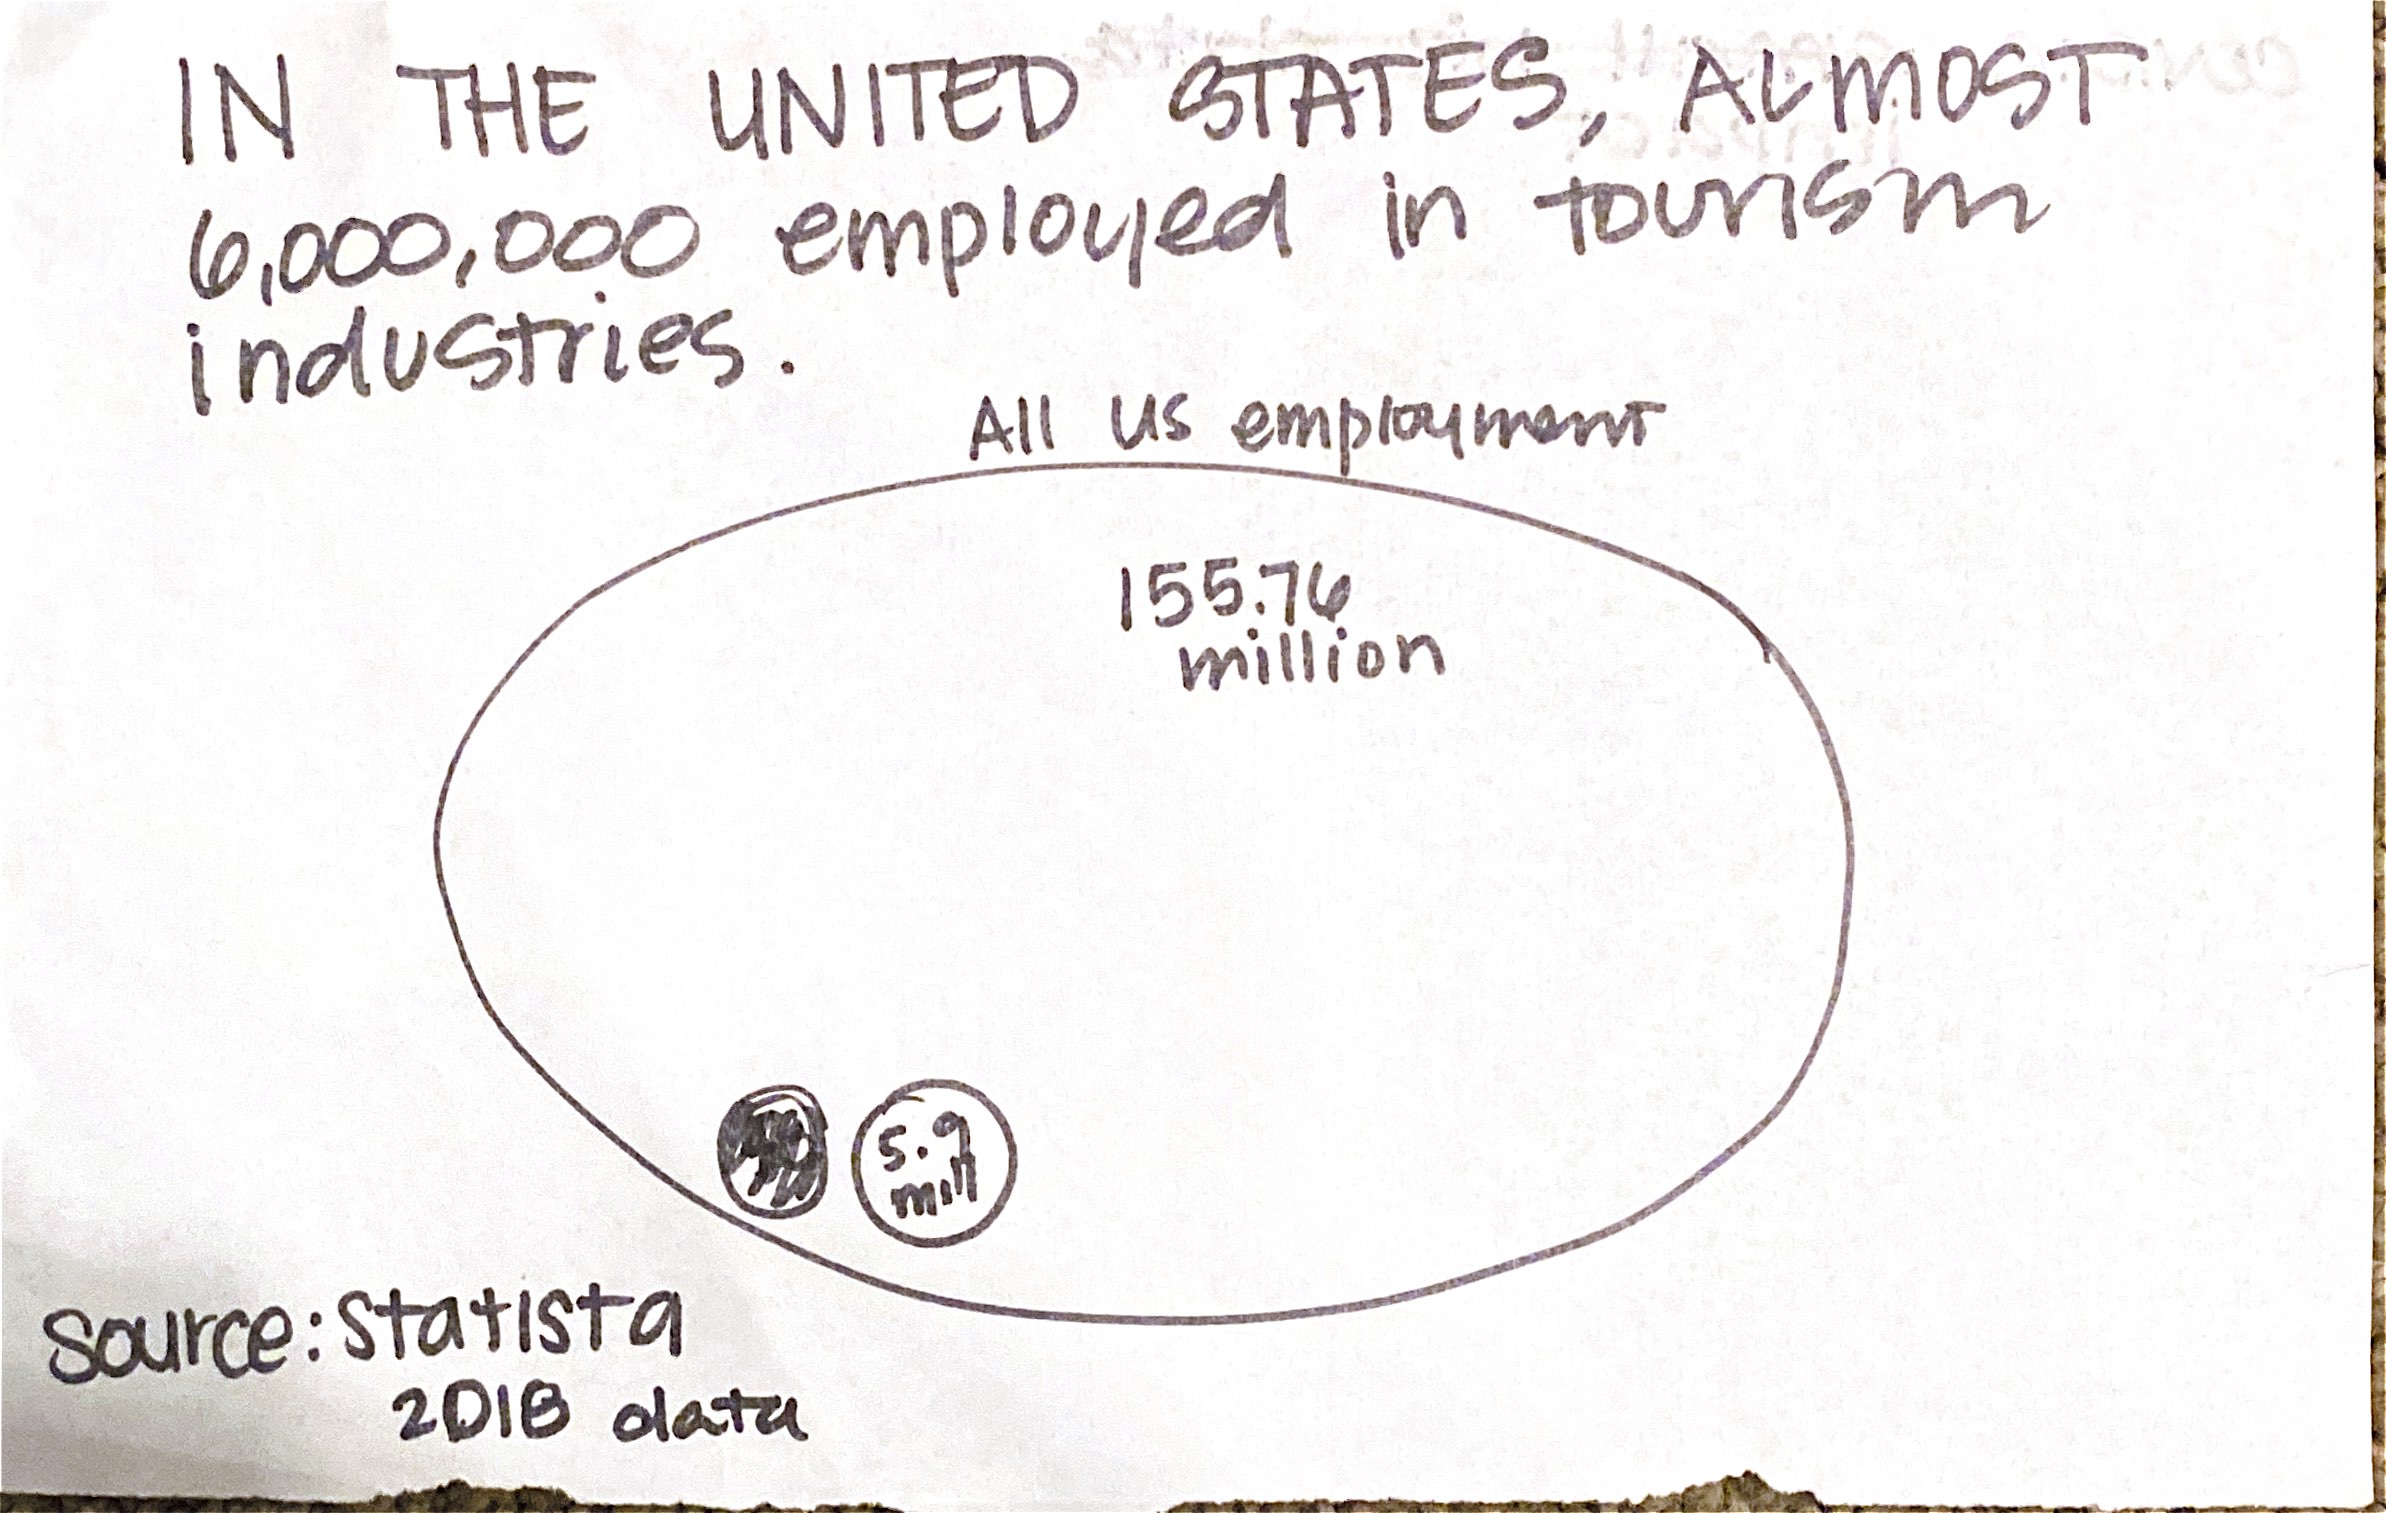 IN THE UNITED STATES, ALMOST
6,000,000 employed in tourism
industries.
All US employment
155.76
million
5.9
mill
Source: Statista
2018 data